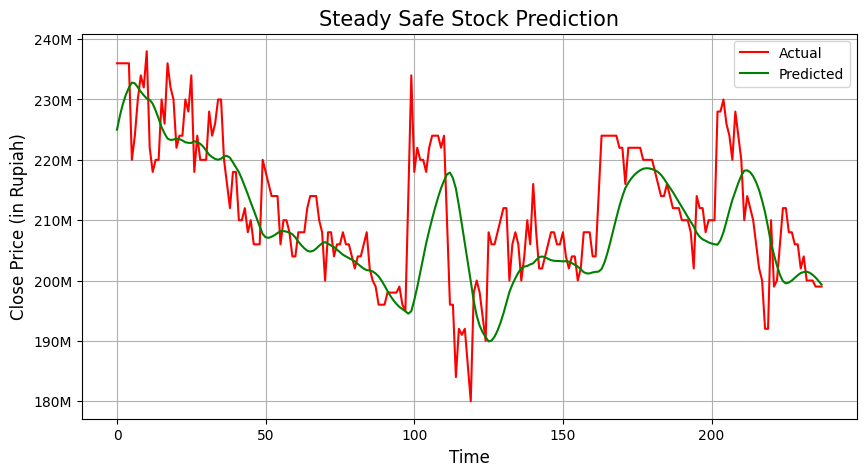 Steady Safe Stock Prediction
Actual
Predicted
Close Price (in Rupiah)
240M
230M
220M
210M
200M
190M
180M
0
50
100
150
200
Time